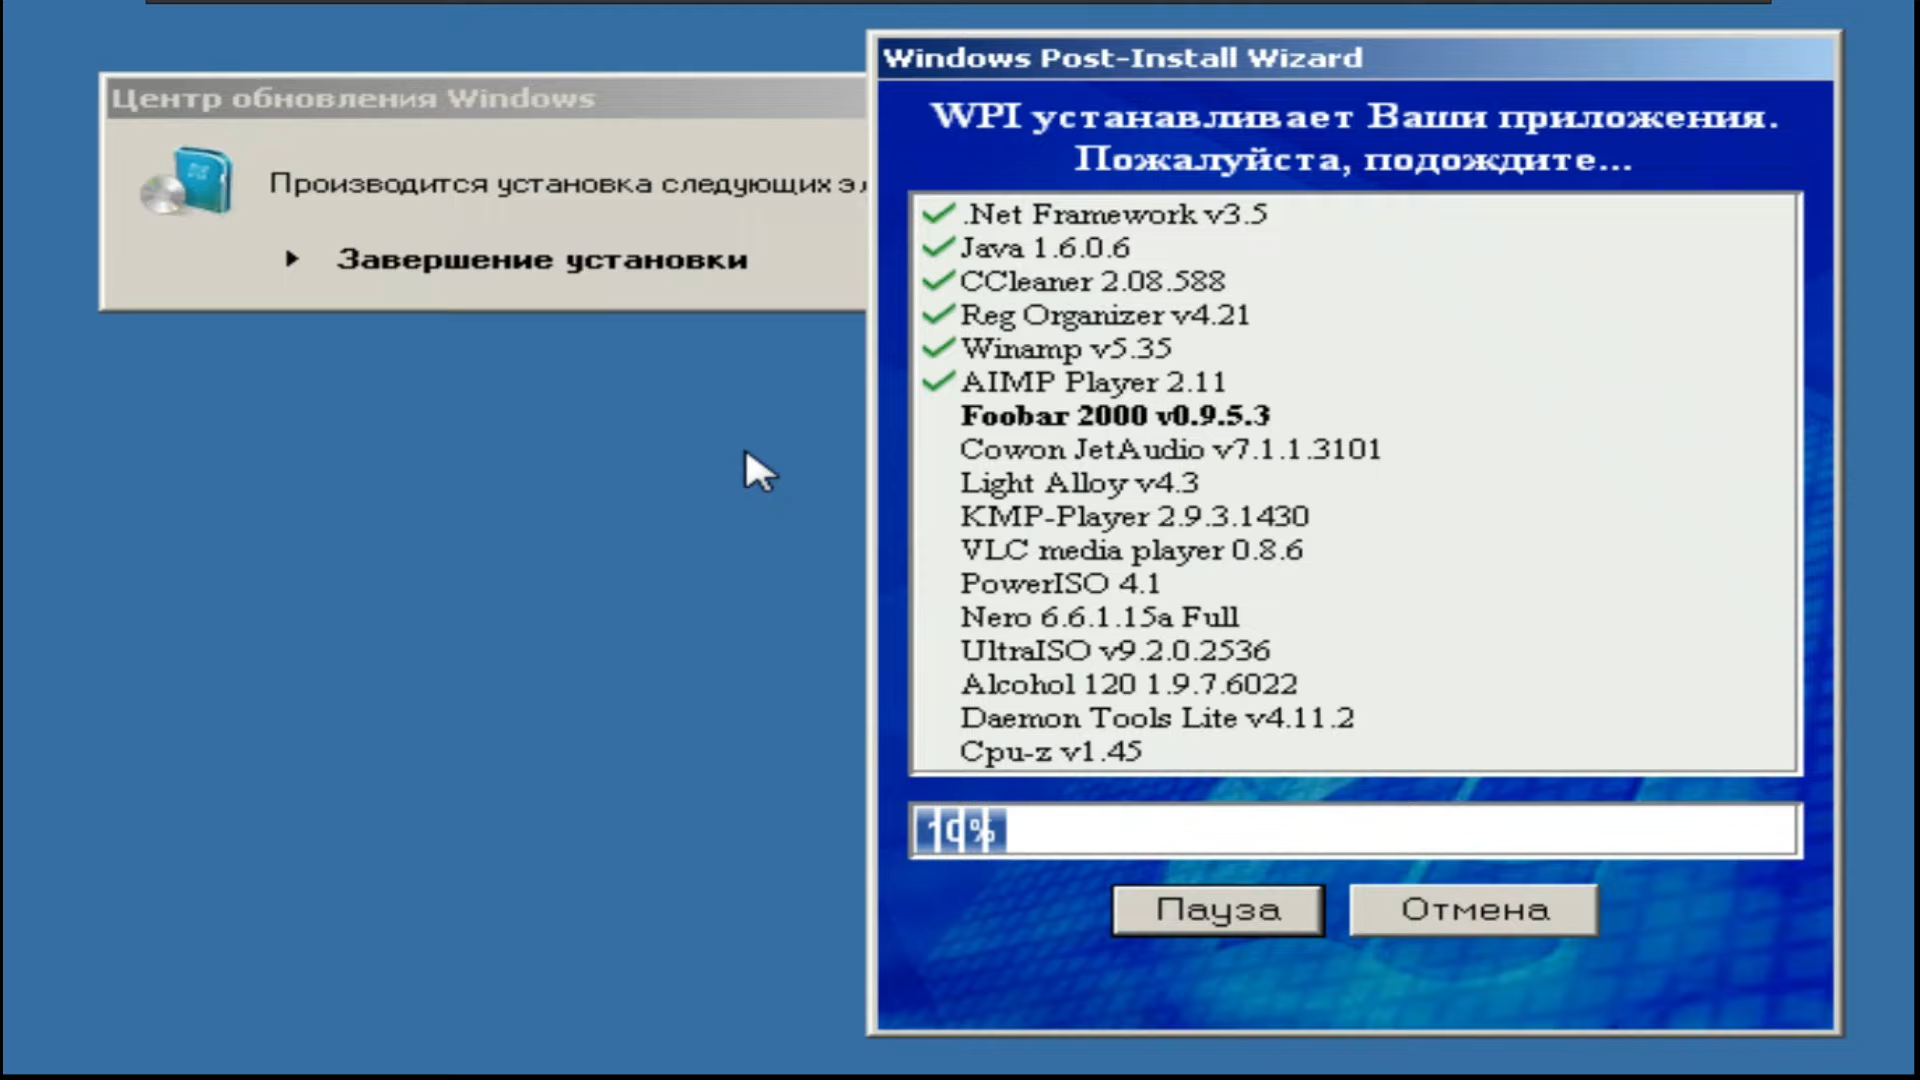 Центр обновления Windows
Производится установка следующих
Завершение установки
Windows Post-Install Wizard
WPI устанавливает Ваши приложения.
Пожалуйста, подождите...
.Net Framework v3.5
Java 1.6.0.6
CCleaner 2.08.588
Reg Organizer v4.21
Winamp v5.35
AIMP Player 2.11
Foobar 2000 v0.9.5.3
Cowon JetAudio v7.1.1.3101
Light Alloy v4.3
KMP-Player 2.9.3.1430
VLC media player 0.8.6
PowerISO 4.1
Nero 6.6.1.15a Full
UltraISO v9.2.0.2536
Alcohol 120 1.9.7.6022
Daemon Tools Lite v4.11.2
Cpu-z v1.45
10%
Пауза
Отмена